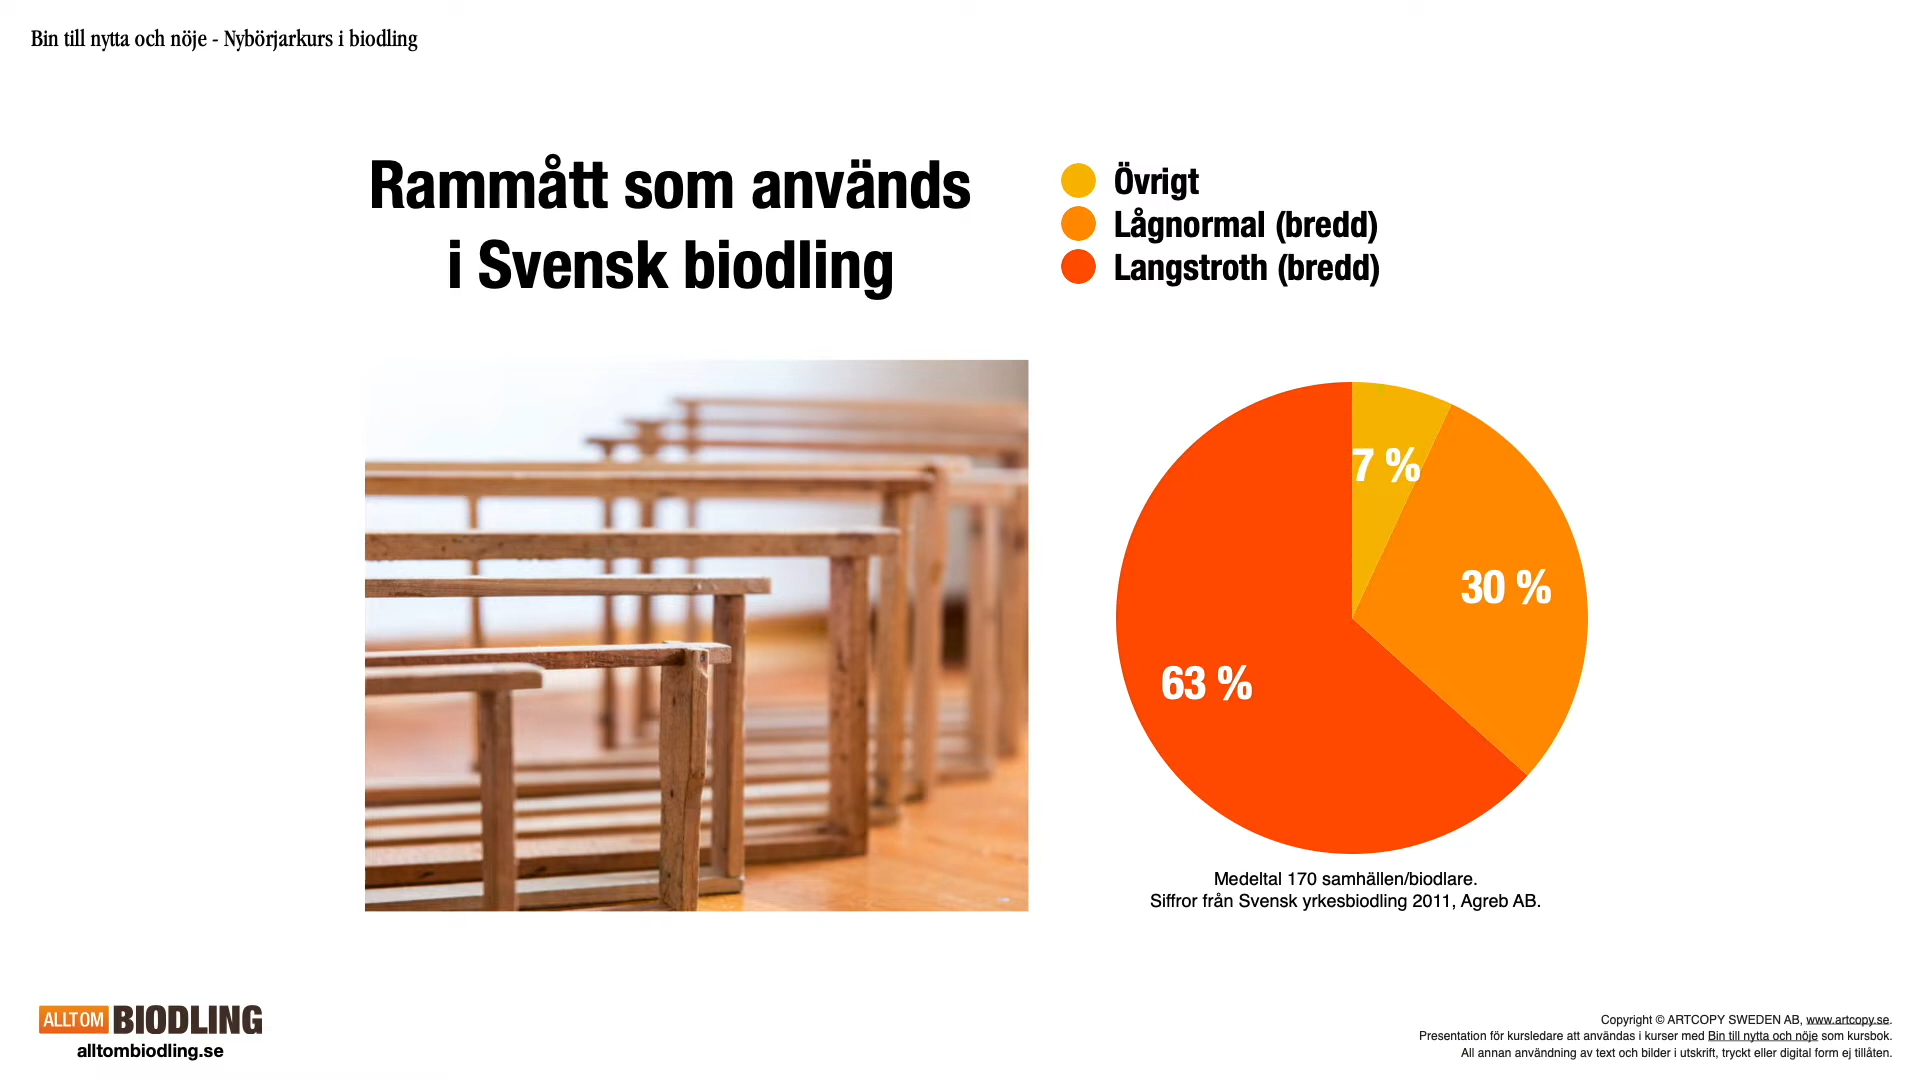 Bin till nytta och nöje - Nybörjarkurs i biodling
Rammått som används
i Svensk biodling
Övrigt
Lågnormal (bredd)
Langstroth (bredd)
7 %
30 %
63 %
Medeltal 170 samhällen/biodlare.
Siffror från Svensk yrkesbiodling 2011, Agreb AB.
ALLT OM BIODLING
alltombiodling.se
Copyright © ARTCOPY SWEDEN AB, www.artcopy.se.
Presentation för kursledare att användas i kurser med Bin till nytta och nöje som kursbok.
All annan användning av text och bilder i utskrift, tryckt eller digital form ej tillåten.